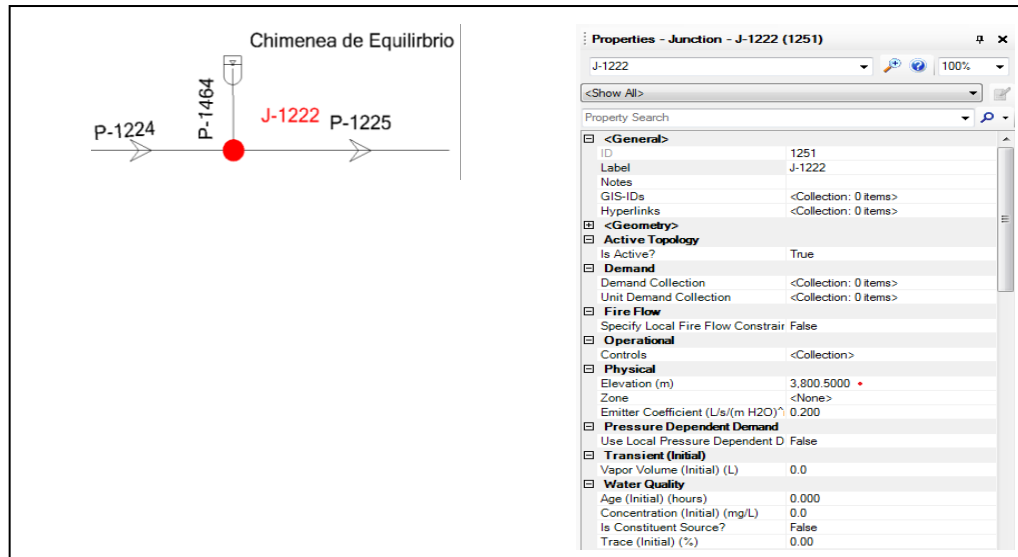 Chimenea de Equilirbrio
P-1464
J-1222
P-1225
P-1224
Properties - Junction - J-1222 (1251)
J-1222
100%
<Show All>
Property Search
<General>
ID 1251
Label J-1222
Notes
GIS-IDs <Collection: 0 items>
Hyperlinks <Collection: 0 items>
<Geometry>
Active Topology
Is Active? True
Demand
Demand Collection <Collection: 0 items>
Unit Demand Collection <Collection: 0 items>
Fire Flow
Specify Local Fire Flow Constrair False
Operational
Controls <Collection>
Physical
Elevation (m) 3,800.5000
Zone <None>
Emitter Coefficient (L/s/(m H2O)^ 0.200
Pressure Dependent Demand
Use Local Pressure Dependent D False
Transient (Initial)
Vapor Volume (Initial) (L) 0.0
Water Quality
Age (Initial) (hours) 0.000
Concentration (Initial) (mg/L) 0.0
Is Constituent Source? False
Trace (Initial) (%) 0.00